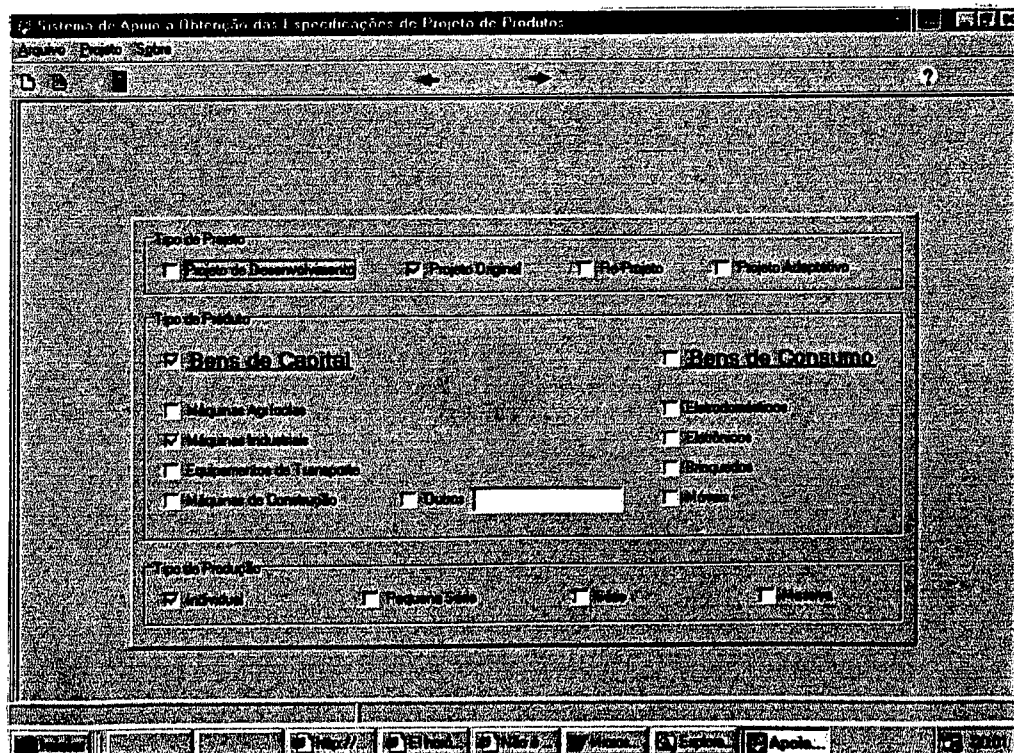 Sistema de Apoio a Obtenção das Especificações de Projeto de Produtos
Arquivo Projeto Sobre
?
Tipo de Projeto
Projeto de Desenvolvimento Projeto Original Re-Projeto Projeto Adaptativo
Tipo de Produto
Bens de Capital Bens de Consumo
Máquinas Agrícolas Eletrodomésticos
Máquinas Industriais Eletrônicos
Equipamentos de Transporte Brinquedos
Máquinas de Construção Outros Móveis
Tipo de Produção
Individual Pequena Série Massiva
Iniciar http:// Apoio...